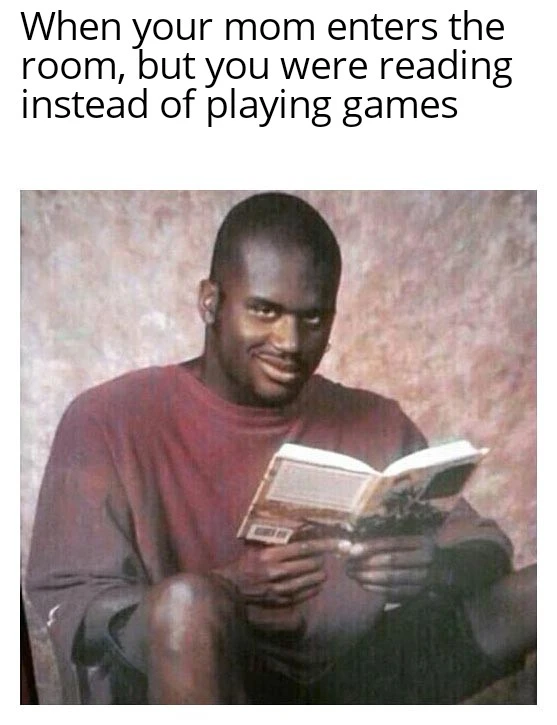 When your mom enters the
room, but you were reading
instead of playing games